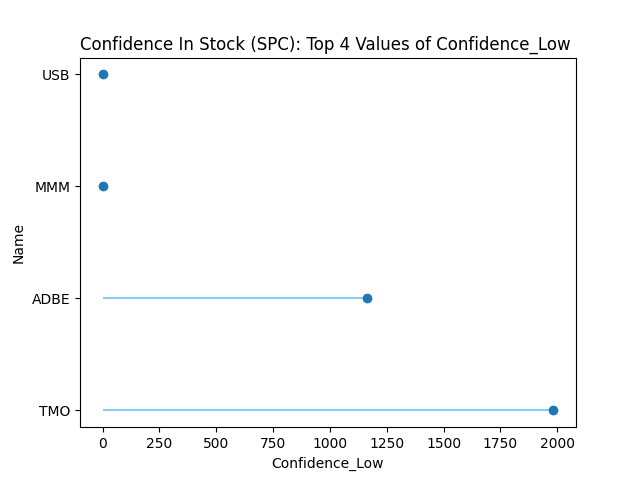 Confidence In Stock (SPC): Top 4 Values of Confidence_Low
USB
MMM
ADBE
TMO
Name
0 250 500 750 1000 1250 1500 1750 2000
Confidence_Low